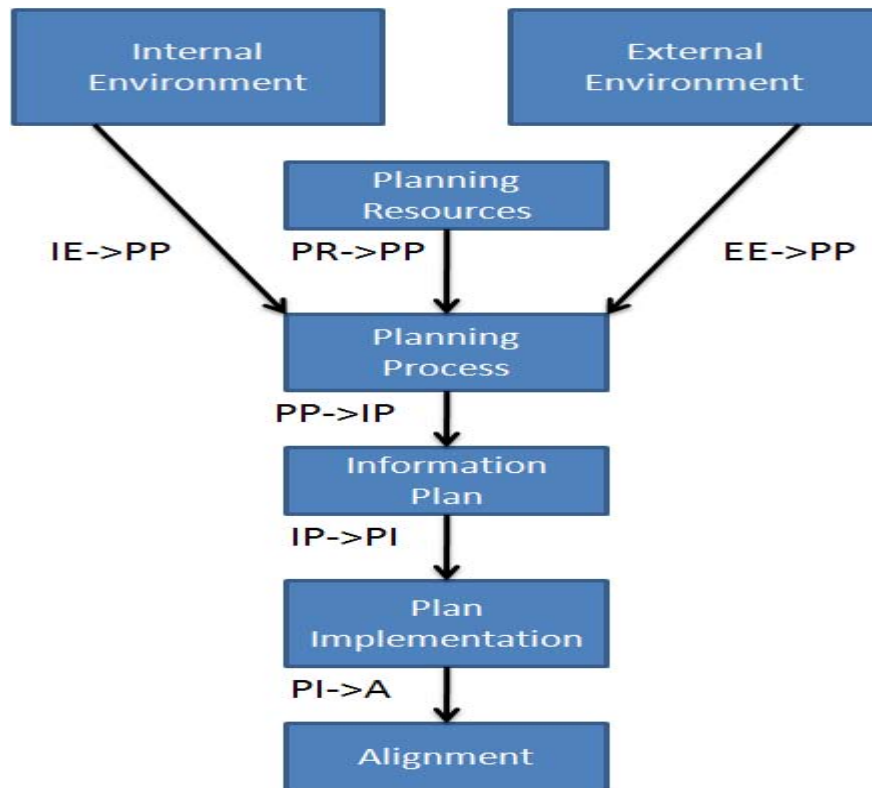 Internal
Environment
External
Environment
Planning
Resources
IE->PP
PR->PP
EE->PP
Planning
Process
PP->IP
Information
Plan
IP->PI
Plan
Implementation
PI->A
Alignment